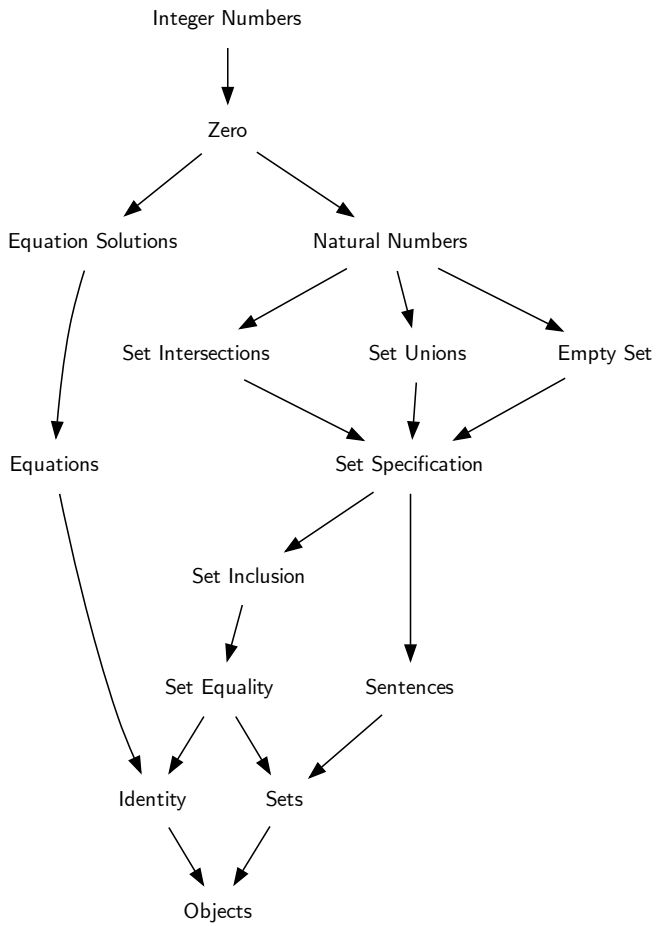 Integer Numbers
Zero
Equation Solutions
Natural Numbers
Set Intersections
Set Unions
Empty Set
Equations
Set Specification
Set Inclusion
Set Equality
Sentences
Identity
Sets
Objects